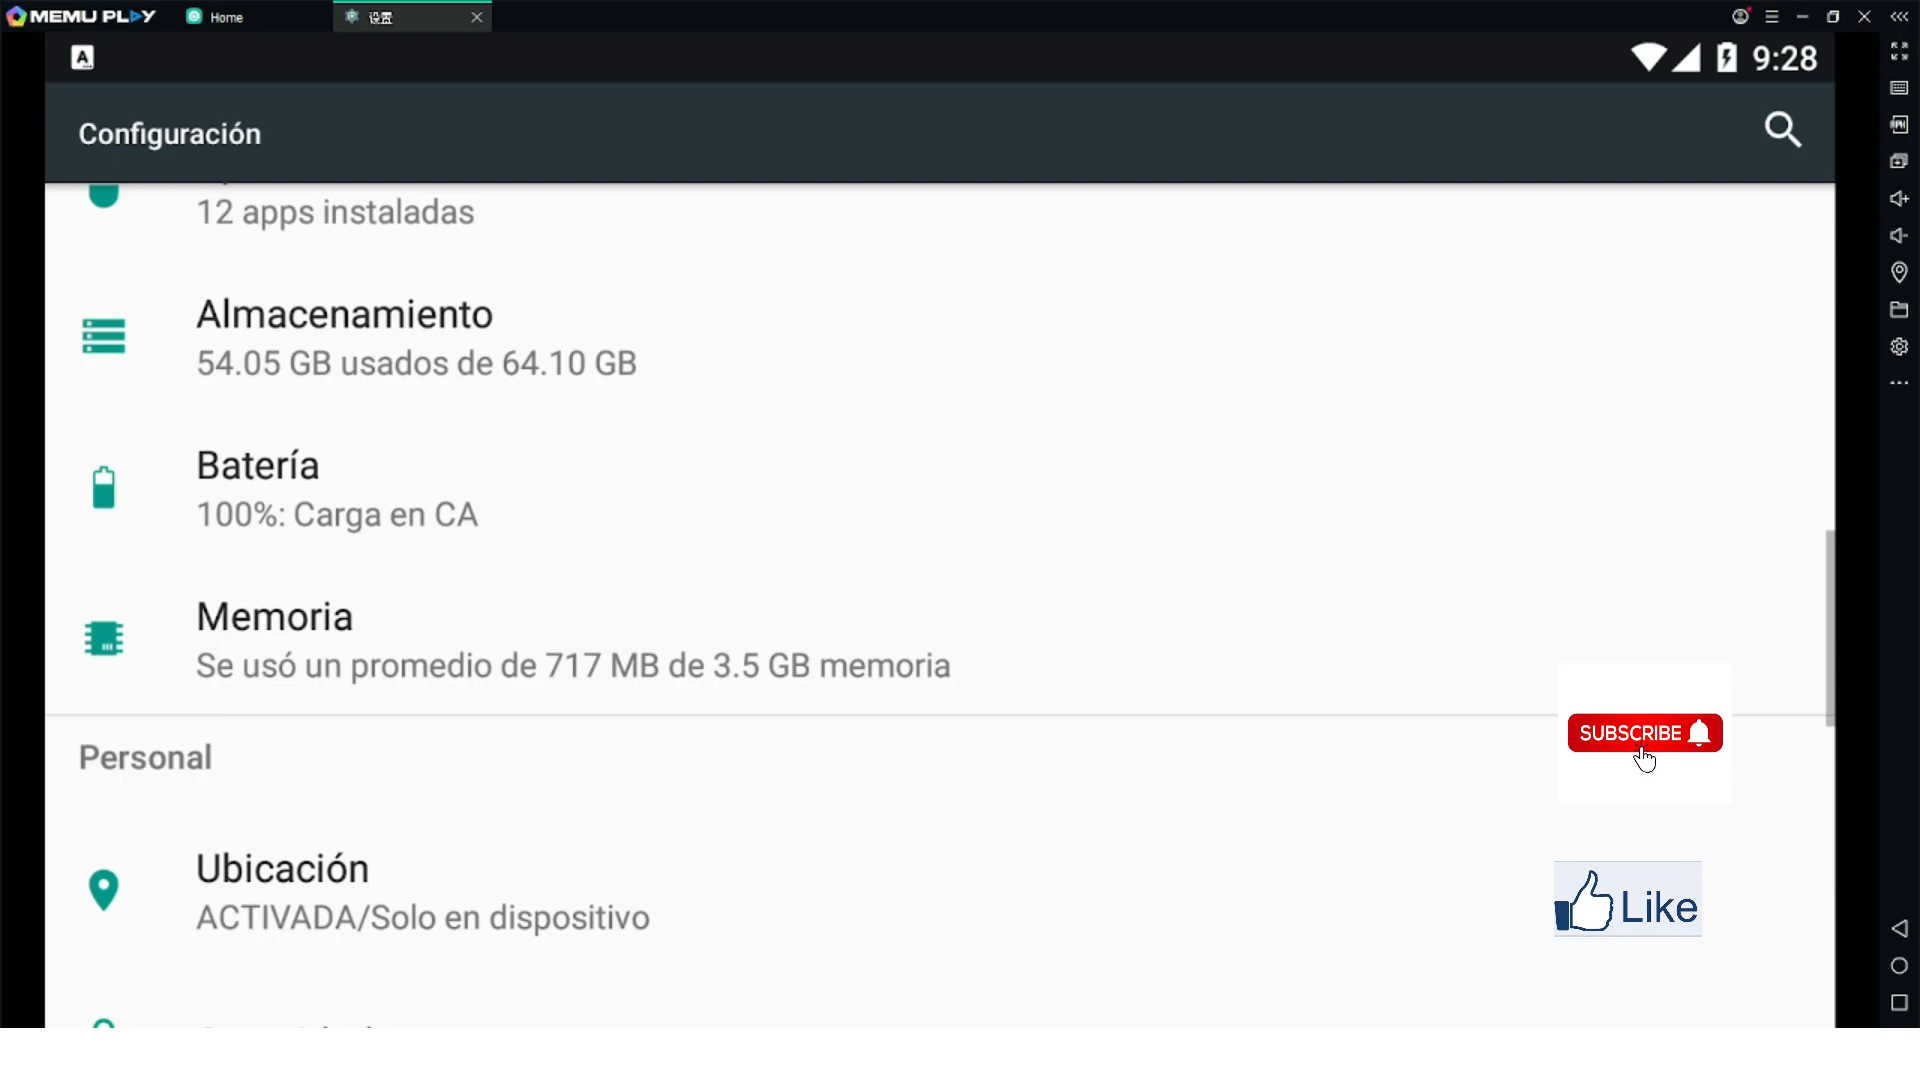 MEMU PLAY
Home
设置
A
9:28
Configuración
12 apps instaladas
Almacenamiento
54.05 GB usados de 64.10 GB
Batería
100%: Carga en CA
Memoria
Se usó un promedio de 717 MB de 3.5 GB memoria
SUBSCRIBE
Personal
Ubicación
ACTIVADA/Solo en dispositivo
Like